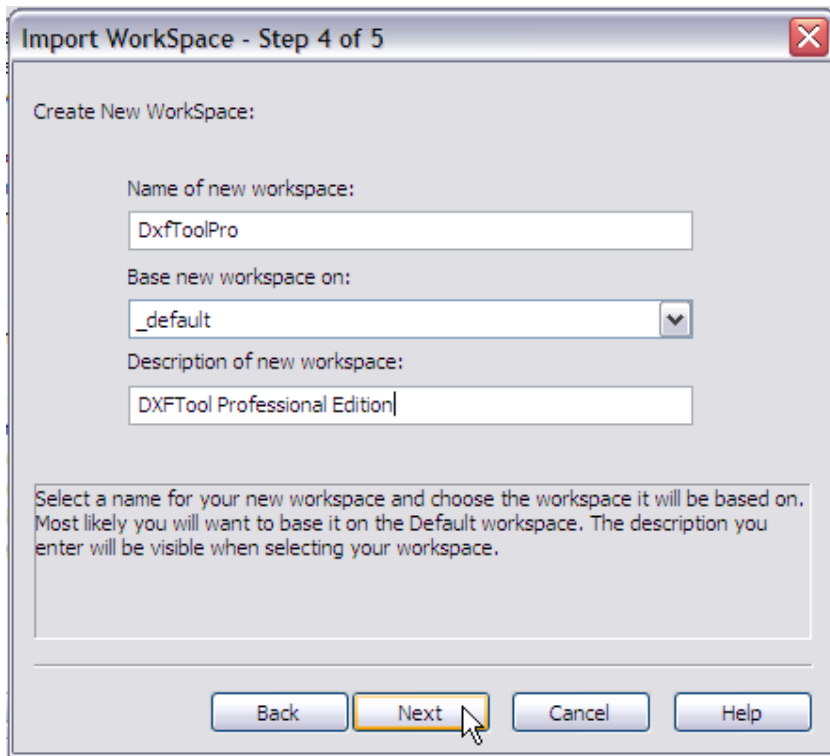 Import WorkSpace - Step 4 of 5
Create New WorkSpace:
Name of new workspace:
DxfToolPro
Base new workspace on:
_default
Description of new workspace:
DXFTool Professional Edition
Select a name for your new workspace and choose the workspace it will be based on.
Most likely you will want to base it on the Default workspace. The description you
enter will be visible when selecting your workspace.
Back Next Cancel Help